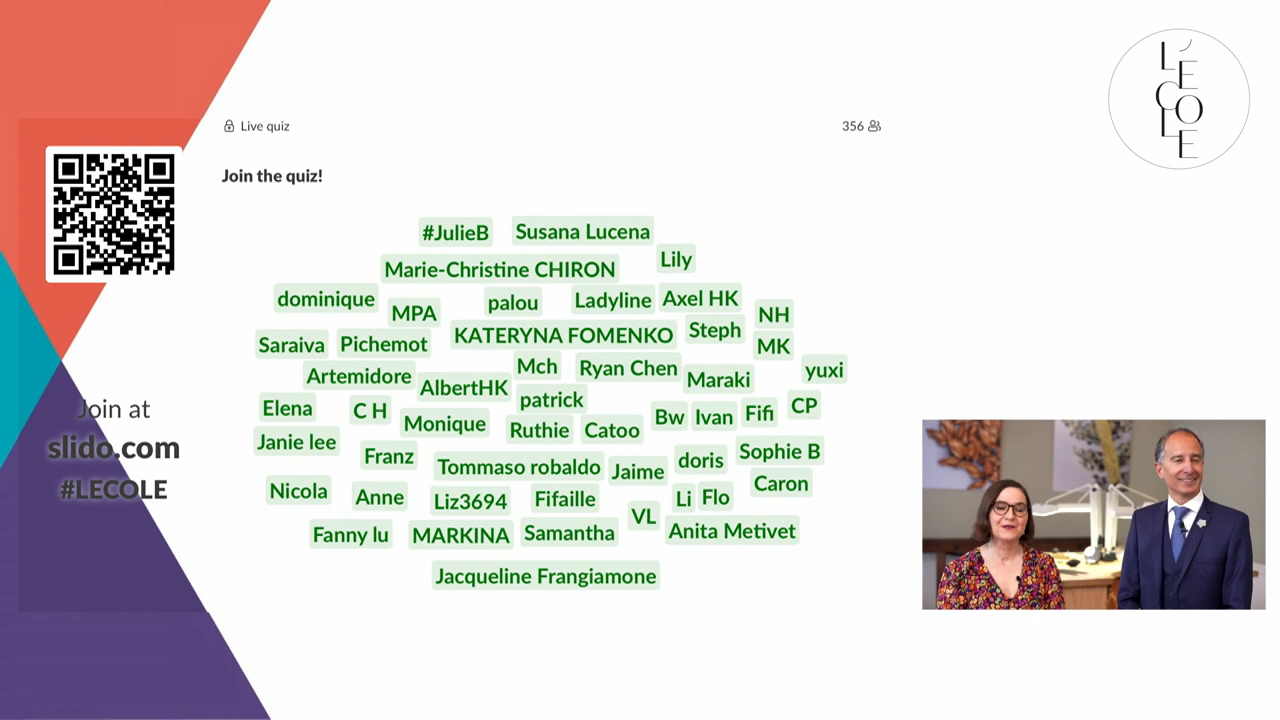 L'ÉCOLE
Live quiz
356
Join the quiz!
#JulieB Susana Lucena
Marie-Christine CHIRON Lily
dominique MPA palou Ladyline Axel HK NH
Saraiva Pichemot KATERYNA FOMENKO Steph MK
Artemidore AlbertHK Mch Ryan Chen Maraki yuxi
Elena C H Monique patrick Bw Ivan Fifi CP
Janie lee Ruthie Catoo Sophie B
Franz Tommaso robaldo Jaime doris Caron
Nicola Anne Liz3694 Fifaille VL Li Flo
Fanny lu MARKINA Samantha Anita Metivet
Jacqueline Frangiamone
Join at
slido.com
#LECOLE